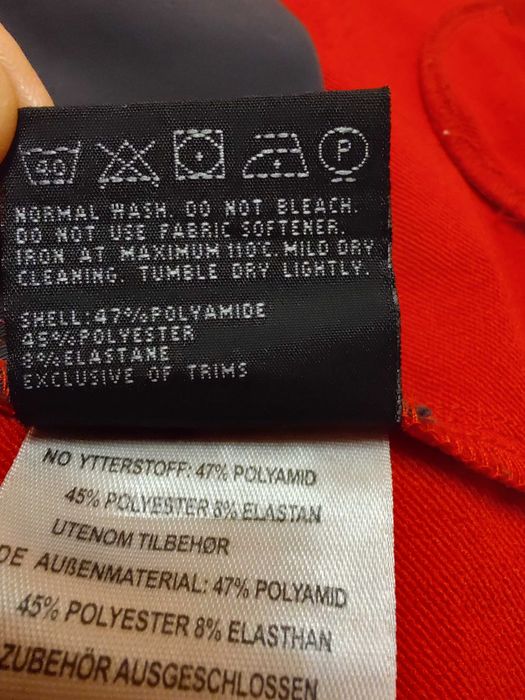 40 P
NORMAL WASH. DO NOT BLEACH.
DO NOT USE FABRIC SOFTENER.
IRON AT MAXIMUM 110C. MILD DRY
CLEANING. TUMBLE DRY LIGHTLY.
SHELL:47%POLYAMIDE
45%POLYESTER
8%ELASTANE
EXCLUSIVE OF TRIMS
NO YTTERSTOFF: 47% POLYAMID
45% POLYESTER 8% ELASTAN
UTENOM TILBEHØR
DE AUßENMATERIAL: 47% POLYAMID
45% POLYESTER 8% ELASTHAN
ZUBEHÖR AUSGESCHLOSSEN